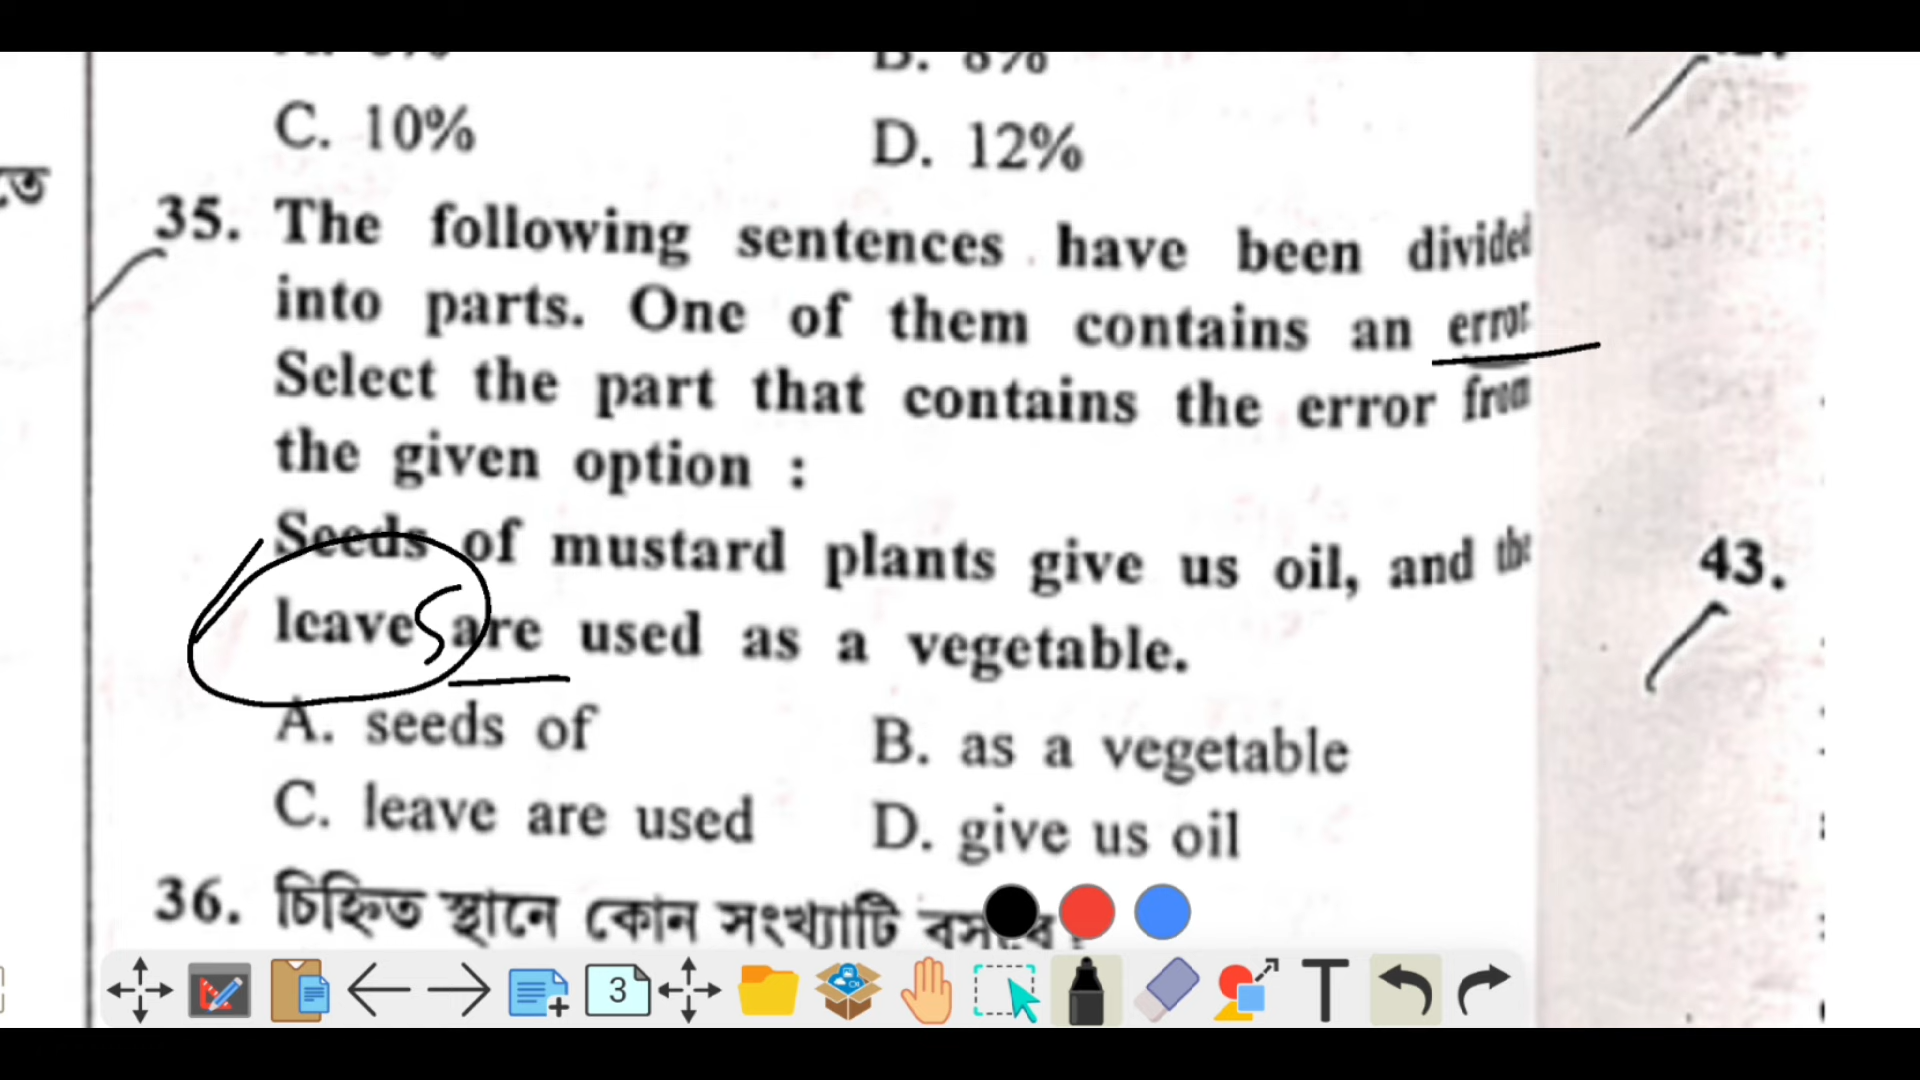 B. 8%
C. 10%
D. 12%
তে
35. The following sentences have been divided
into parts. One of them contains an error.
Select the part that contains the error from
the given option :
Seeds of mustard plants give us oil, and the
leaves are used as a vegetable.
A. seeds of
B. as a vegetable
C. leave are used
D. give us oil
36. চিহ্নিত স্থানে কোন সংখ্যাটি বসবে?
43.
3
T